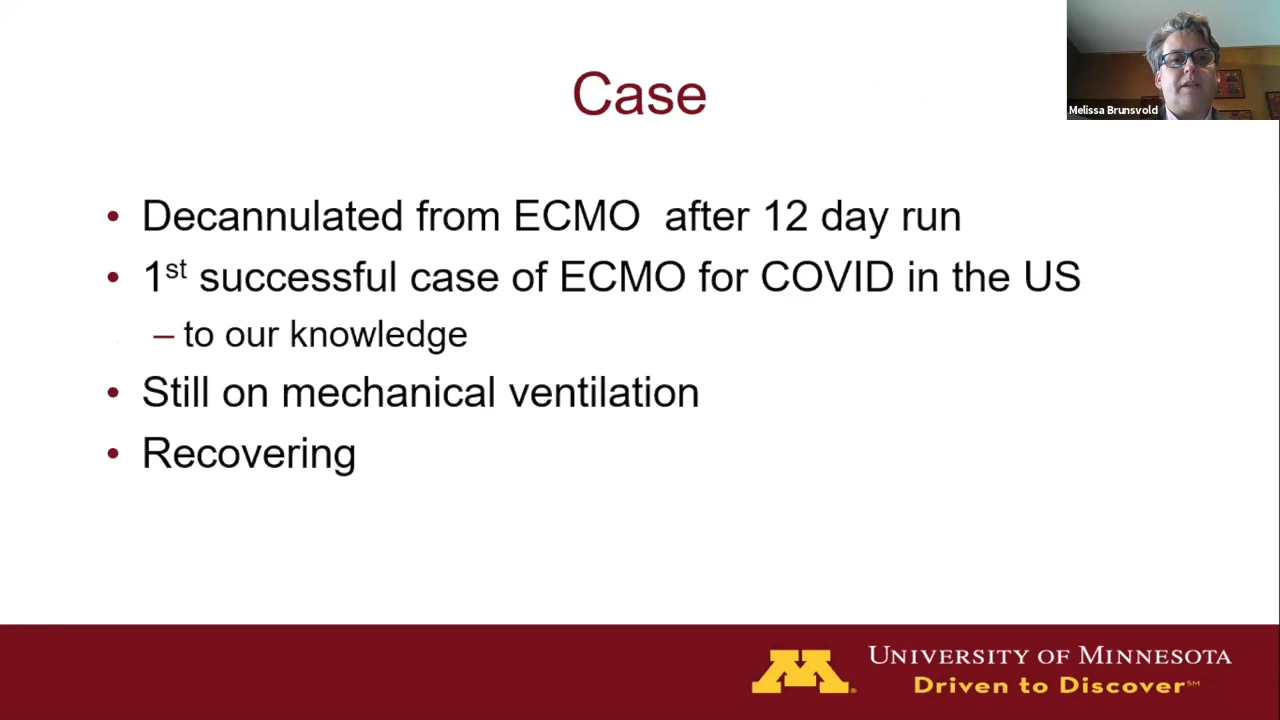 Case
Melissa Brunsvold
• Decannulated from ECMO  after 12 day run
• 1st successful case of ECMO for COVID in the US
– to our knowledge
• Still on mechanical ventilation
• Recovering
M
UNIVERSITY OF MINNESOTA
Driven to Discover℠